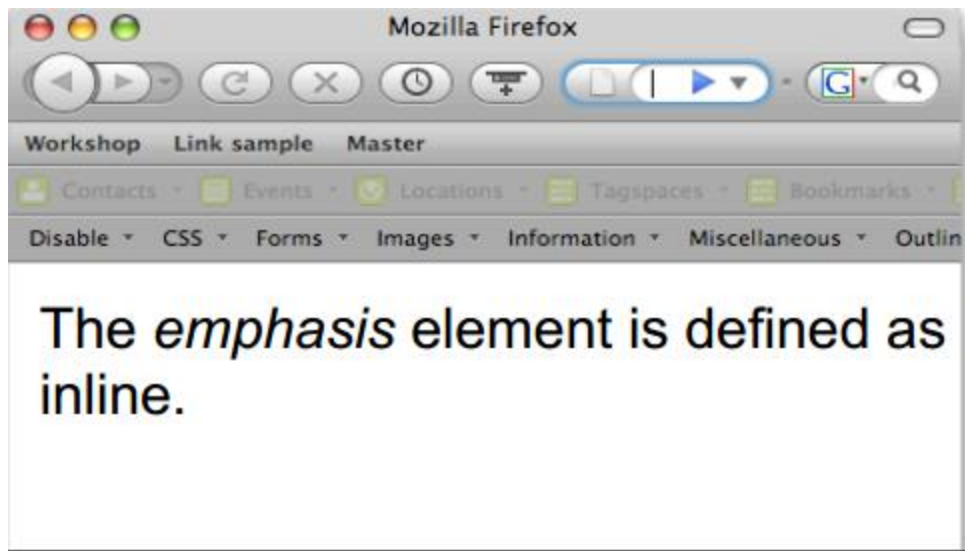 Mozilla Firefox
G
Workshop Link sample Master
Contacts Events Locations Tagspaces Bookmarks
Disable CSS Forms Images Information Miscellaneous Outlin
The emphasis element is defined as
inline.